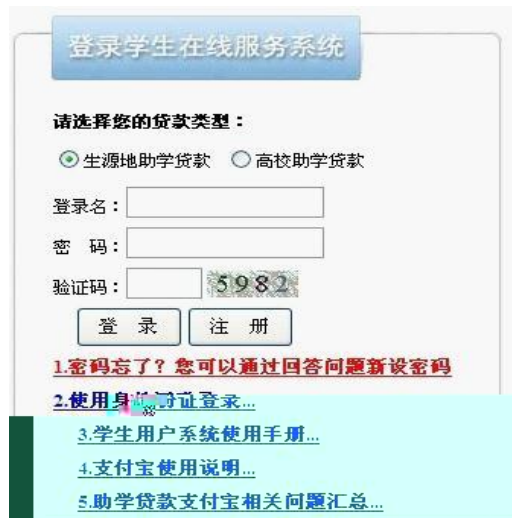 登录学生在线服务系统
请选择您的贷款类型：
生源地助学贷款 高校助学贷款
登录名：
密 码：
验证码： 5982
登 录 注 册
1.密码忘了？您可以通过回答问题新设密码
2.使用身份证登录...
3.学生用户系统使用手册...
4.支付宝使用说明...
5.助学贷款支付宝相关问题汇总...